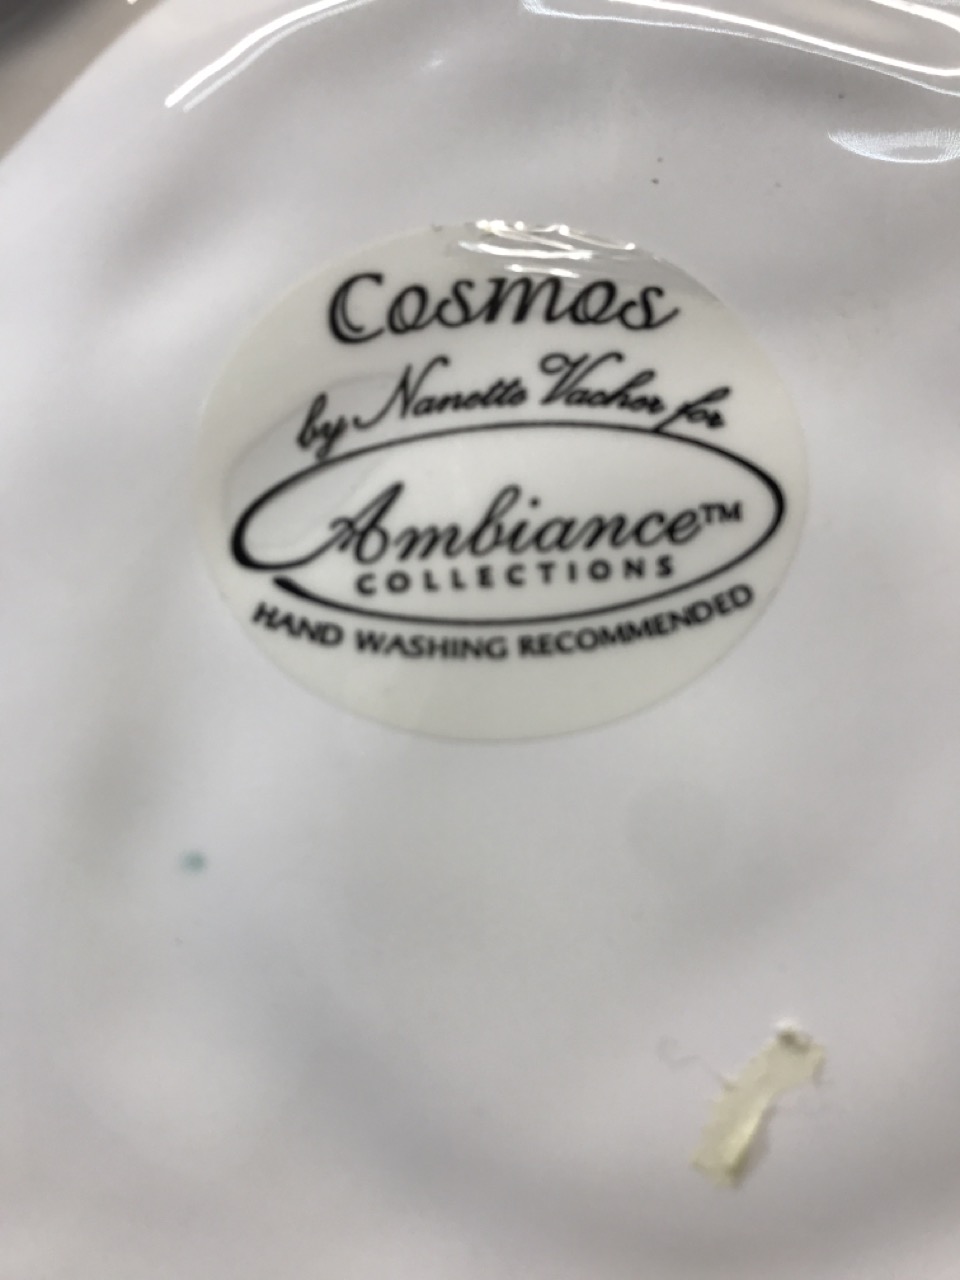 Cosmos
by Nanette Vacher for
Ambiance™
COLLECTIONS
HAND WASHING RECOMMENDED